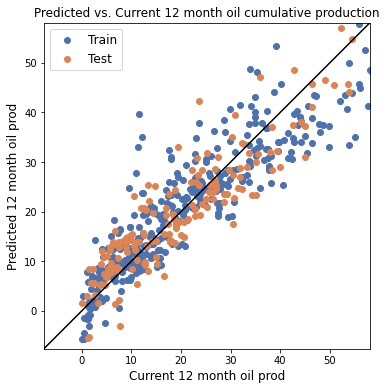 Predicted vs. Current 12 month oil cumulative production
Train
Test
Predicted 12 month oil prod
50
40
30
20
10
0
0 10 20 30 40 50
Current 12 month oil prod